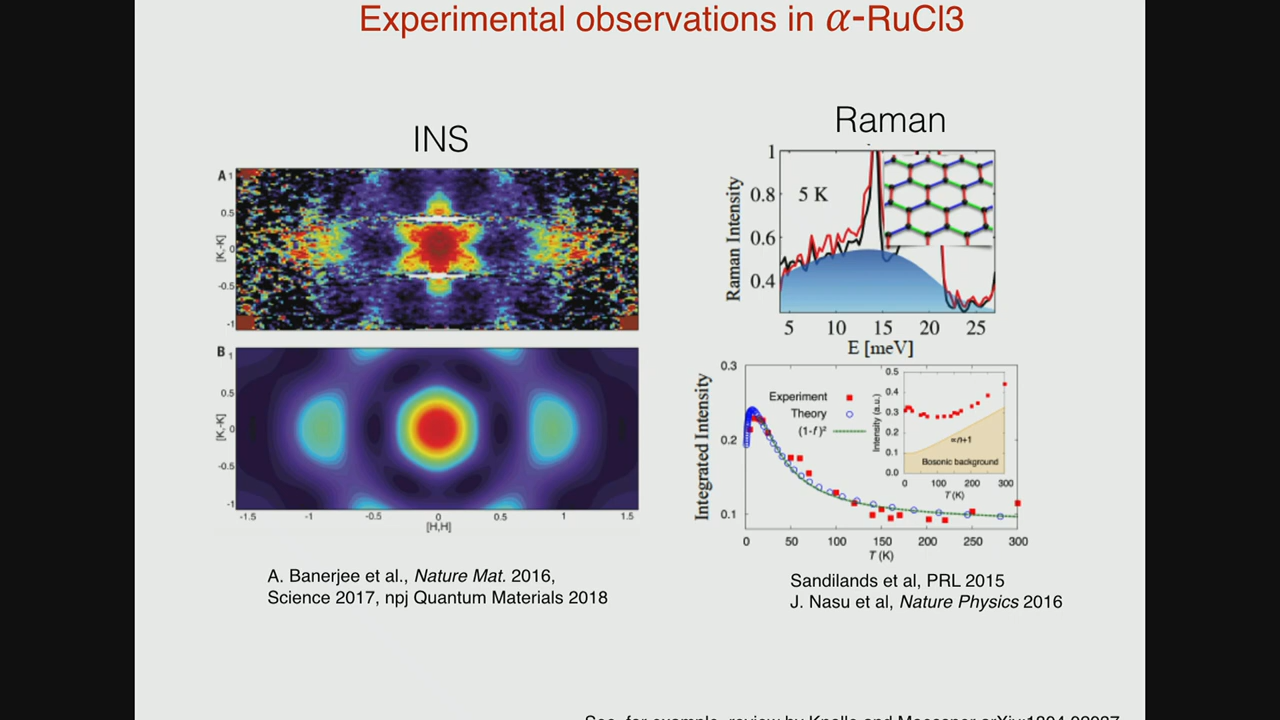 Experimental observations in α-RuCl3
INS
Raman
A
1
0.5
0
-0.5
-1
[K,-K]
B
1
0.5
0
-0.5
-1
[K,-K]
-1.5 -1 -0.5 0 0.5 1 1.5
[H,H]
A. Banerjee et al., Nature Mat. 2016,
Science 2017, npj Quantum Materials 2018
1
0.8
0.6
0.4
Raman Intensity
5 K
5 10 15 20 25
E [meV]
0.3
0.2
0.1
Integrated Intensity
Experiment
Theory
(1-f)²
0.5
0.4
0.3
0.2
0.1
0.0
Intensity (a.u.)
∝n+1
Bosonic background
0 100 200 300
T (K)
0 50 100 150 200 250 300
T (K)
Sandilands et al, PRL 2015
J. Nasu et al, Nature Physics 2016
See, for example, review by Knolle and Moessner arXiv:1804.02037